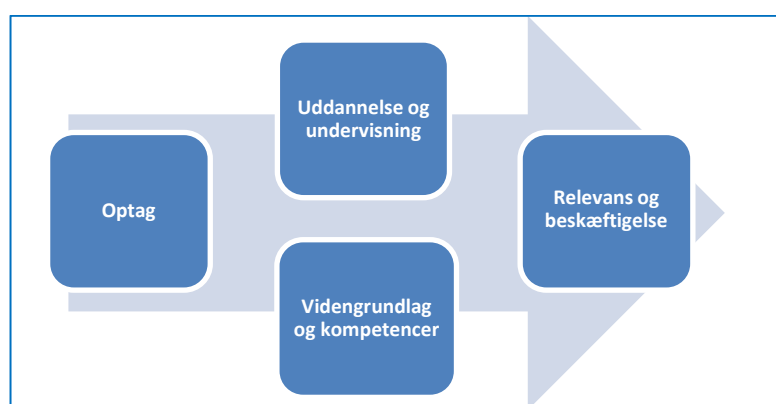 Optag
Uddannelse og
undervisning
Videngrundlag
og kompetencer
Relevans og
beskæftigelse